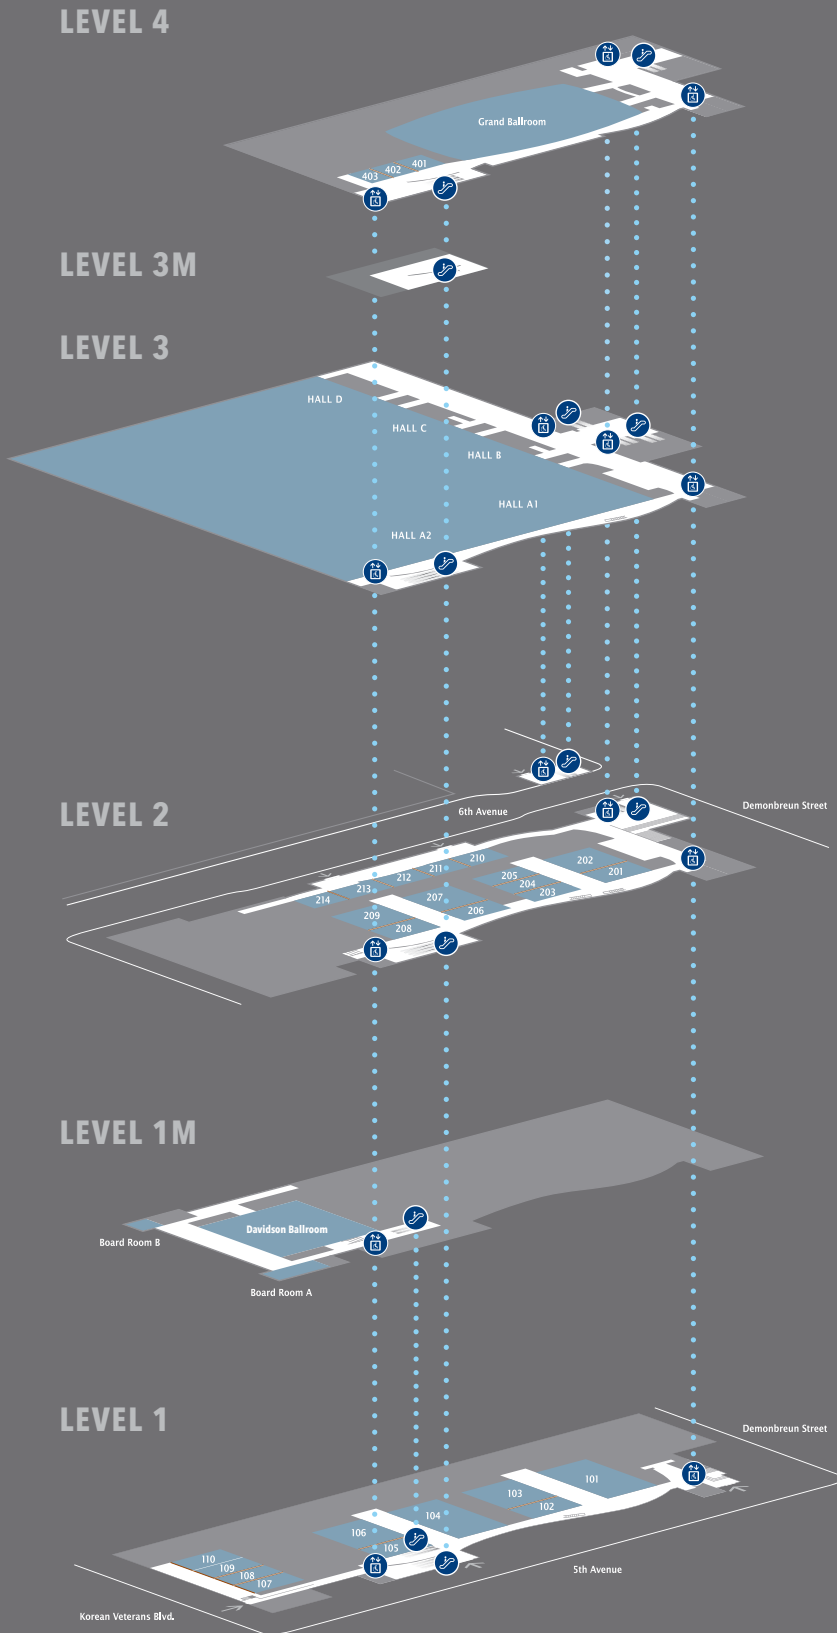 LEVEL 4
Grand Ballroom
401
402
403
LEVEL 3M
LEVEL 3
HALL D
HALL C
HALL B
HALL A1
HALL A2
LEVEL 2
6th Avenue
Demonbreun Street
210
211
212
213
214
202
201
205
204
203
207
206
209
208
LEVEL 1M
Davidson Ballroom
Board Room B
Board Room A
LEVEL 1
Demonbreun Street
101
103
102
104
106
105
110
109
108
107
5th Avenue
Korean Veterans Blvd.